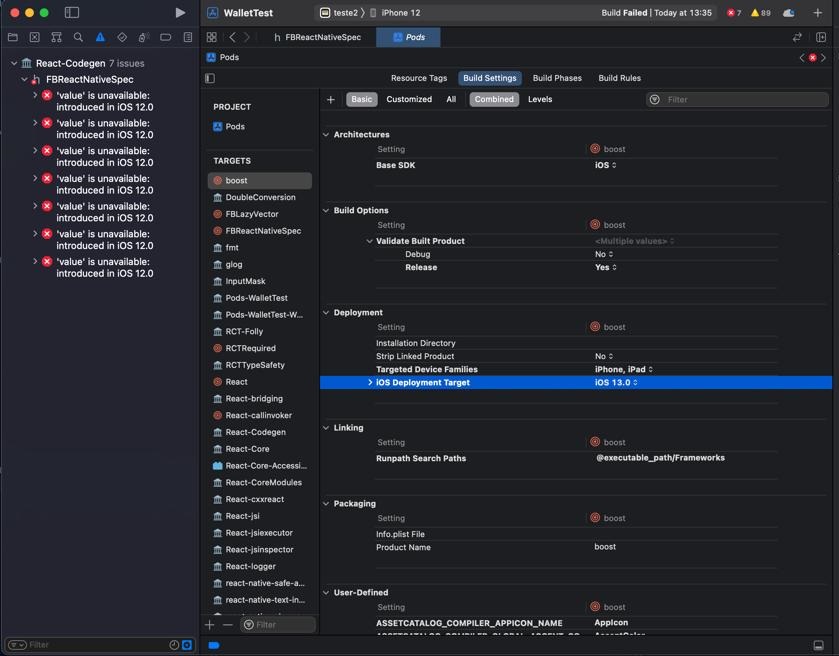 WalletTest
teste2 〉 iPhone 12
Build Failed | Today at 13:35
7
89
FBReactNativeSpec
Pods
React-Codegen 7 issues
FBReactNativeSpec
'value' is unavailable:
introduced in iOS 12.0
'value' is unavailable:
introduced in iOS 12.0
'value' is unavailable:
introduced in iOS 12.0
'value' is unavailable:
introduced in iOS 12.0
'value' is unavailable:
introduced in iOS 12.0
'value' is unavailable:
introduced in iOS 12.0
'value' is unavailable:
introduced in iOS 12.0
Filter
Pods
Resource Tags
Build Settings
Build Phases
Build Rules
PROJECT
Pods
TARGETS
boost
DoubleConversion
FBLazyVector
FBReactNativeSpec
fmt
glog
InputMask
Pods-WalletTest
Pods-WalletTest-W...
RCT-Folly
RCTRequired
RCTTypeSafety
React
React-bridging
React-callinvoker
React-Codegen
React-Core
React-Core-Accessi...
React-CoreModules
React-cxxreact
React-jsi
React-jsiexecutor
React-jsinspector
React-logger
react-native-safe-a...
react-native-text-in...
Filter
Basic
Customized
All
Combined
Levels
Filter
Architectures
Setting
boost
Base SDK
iOS
Build Options
Setting
boost
Validate Built Product
<Multiple values>
Debug
No
Release
Yes
Deployment
Setting
boost
Installation Directory
Strip Linked Product
No
Targeted Device Families
iPhone, iPad
iOS Deployment Target
iOS 13.0
Linking
Setting
boost
Runpath Search Paths
@executable_path/Frameworks
Packaging
Setting
boost
Info.plist File
Product Name
boost
User-Defined
Setting
boost
ASSETCATALOG_COMPILER_APPICON_NAME
AppIcon